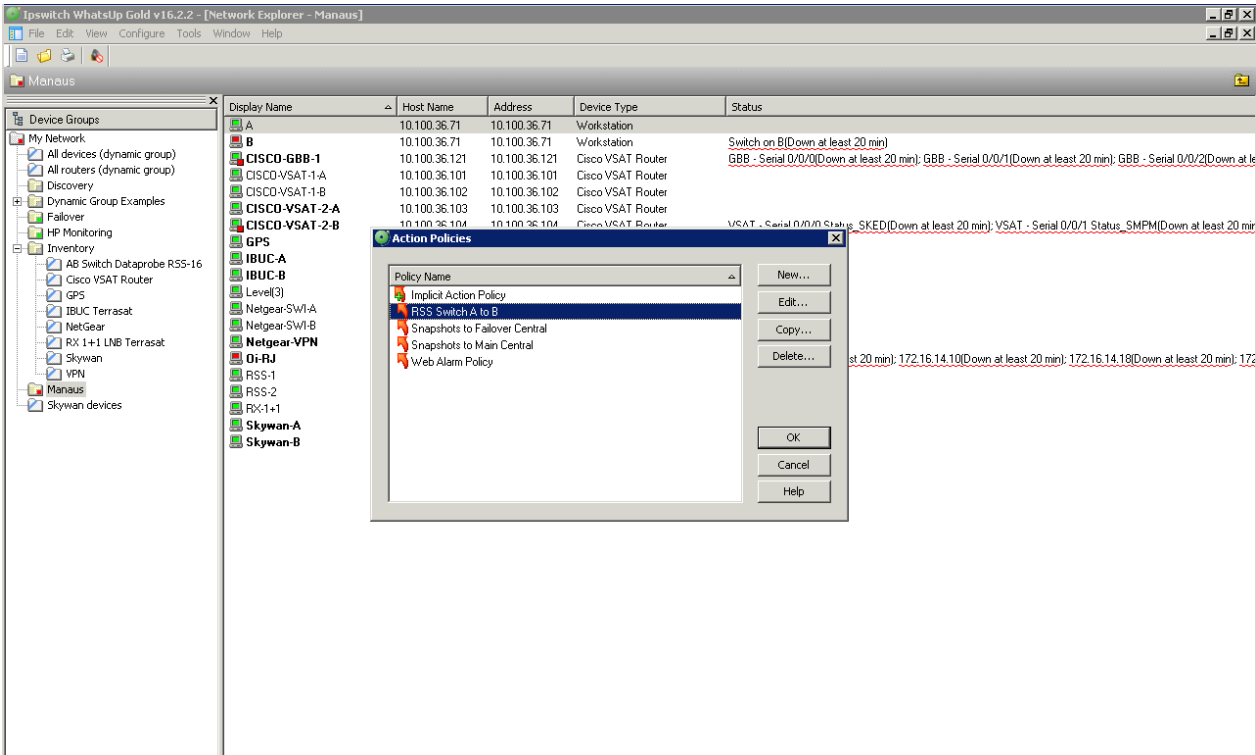 Ipswitch WhatsUp Gold v16.2.2 - [Network Explorer - Manaus]
File Edit View Configure Tools Window Help
Manaus
Device Groups
My Network
All devices (dynamic group)
All routers (dynamic group)
Discovery
Dynamic Group Examples
Failover
HP Monitoring
Inventory
AB Switch Dataprobe RSS-16
Cisco VSAT Router
GPS
IBUC Terrasat
NetGear
RX 1+1 LNB Terrasat
Skywan
VPN
Manaus
Skywan devices
Display Name Host Name Address Device Type Status
A 10.100.36.71 10.100.36.71 Workstation
B 10.100.36.71 10.100.36.71 Workstation Switch on B(Down at least 20 min)
CISCO-GBB-1 10.100.36.121 10.100.36.121 Cisco VSAT Router GBB - Serial 0/0/0(Down at least 20 min); GBB - Serial 0/0/1(Down at least 20 min); GBB - Serial 0/0/2(Down at le
CISCO-VSAT-1-A 10.100.36.101 10.100.36.101 Cisco VSAT Router
CISCO-VSAT-1-B 10.100.36.102 10.100.36.102 Cisco VSAT Router
CISCO-VSAT-2-A 10.100.36.103 10.100.36.103 Cisco VSAT Router
CISCO-VSAT-2-B 10.100.36.104 10.100.36.104 Cisco VSAT Router VSAT - Serial 0/0/0 Status_SKED(Down at least 20 min); VSAT - Serial 0/0/1 Status_SMPM(Down at least 20 min
GPS
IBUC-A
IBUC-B
Level(3)
Netgear-SWI-A
Netgear-SWI-B
Netgear-VPN
Oi-RJ st 20 min); 172.16.14.10(Down at least 20 min); 172.16.14.18(Down at least 20 min); 172
RSS-1
RSS-2
RX-1+1
Skywan-A
Skywan-B
Action Policies
Policy Name
Implicit Action Policy
RSS Switch A to B
Snapshots to Failover Central
Snapshots to Main Central
Web Alarm Policy
New...
Edit...
Copy...
Delete...
OK
Cancel
Help